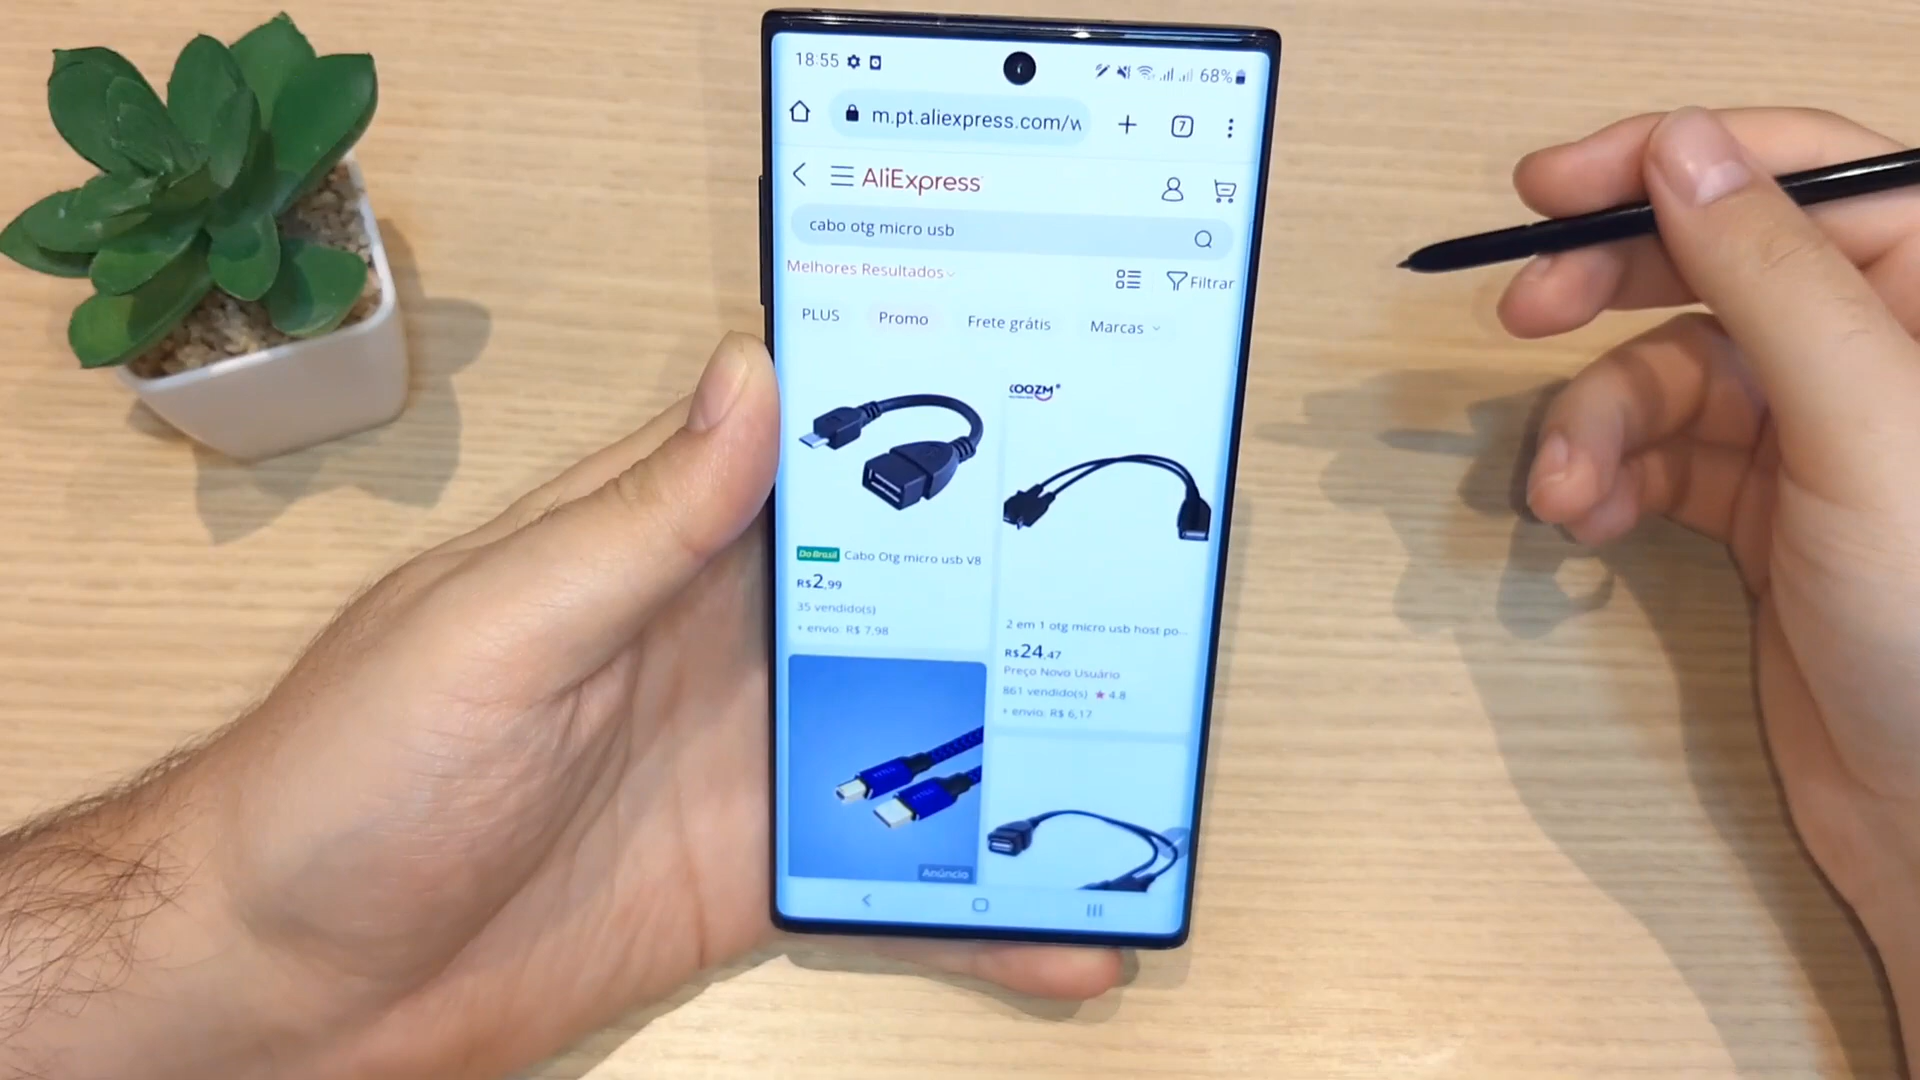 18:55 68%
m.pt.aliexpress.com/w
7
AliExpress
cabo otg micro usb
Melhores Resultados
Filtrar
PLUS Promo Frete grátis Marcas
Do Brasil Cabo Otg micro usb V8
R$2,99
35 vendido(s)
+ envio: R$ 7,98
Anúncio
2 em 1 otg micro usb host po...
R$24,47
Preço Novo Usuário
861 vendido(s) ★ 4.8
+ envio: R$ 6,17